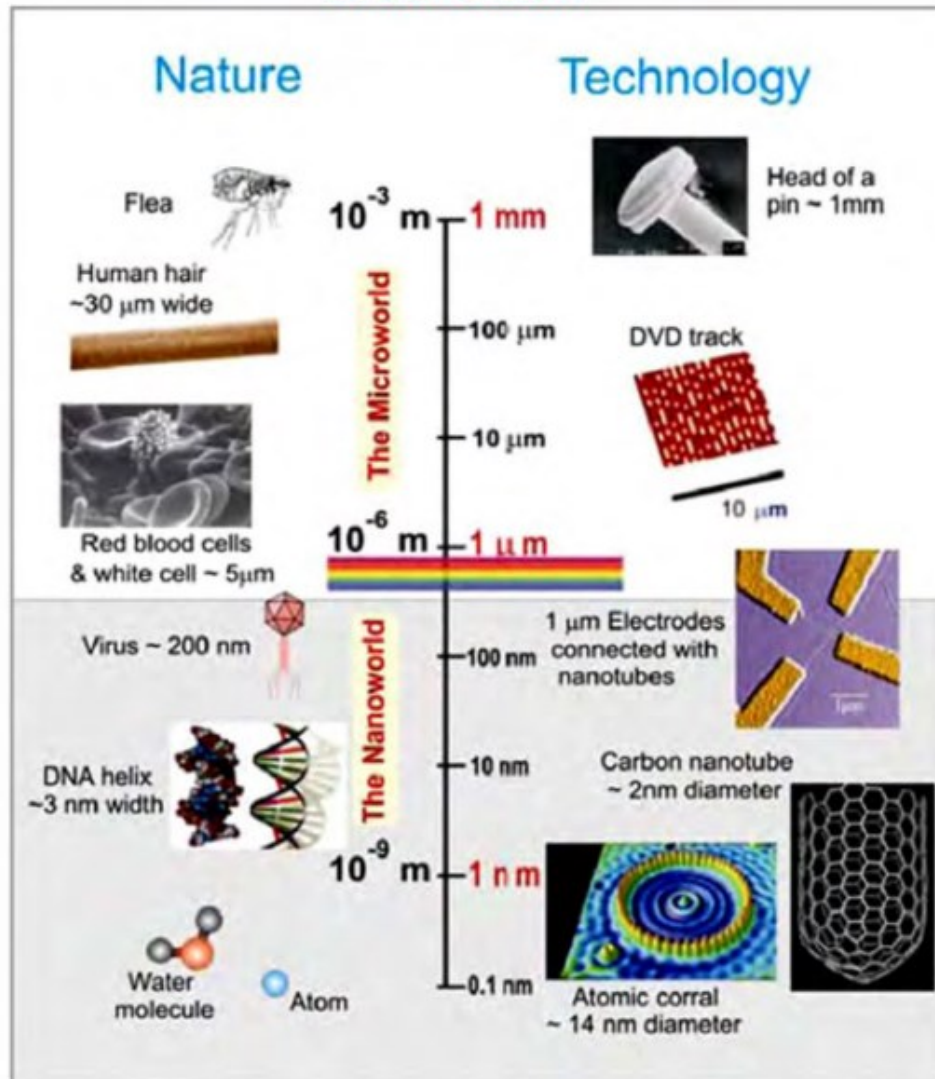 Nature
Technology
Flea
10⁻³ m
1 mm
Head of a
pin ~ 1mm
Human hair
~30 μm wide
The Microworld
100 μm
DVD track
10 μm
10 μm
Red blood cells
& white cell ~ 5μm
10⁻⁶ m
1 μm
Virus ~ 200 nm
The Nanoworld
100 nm
1 μm Electrodes
connected with
nanotubes
1μm
DNA helix
~3 nm width
10 nm
Carbon nanotube
~ 2nm diameter
10⁻⁹ m
1 nm
Water
molecule
Atom
0.1 nm
Atomic corral
~ 14 nm diameter